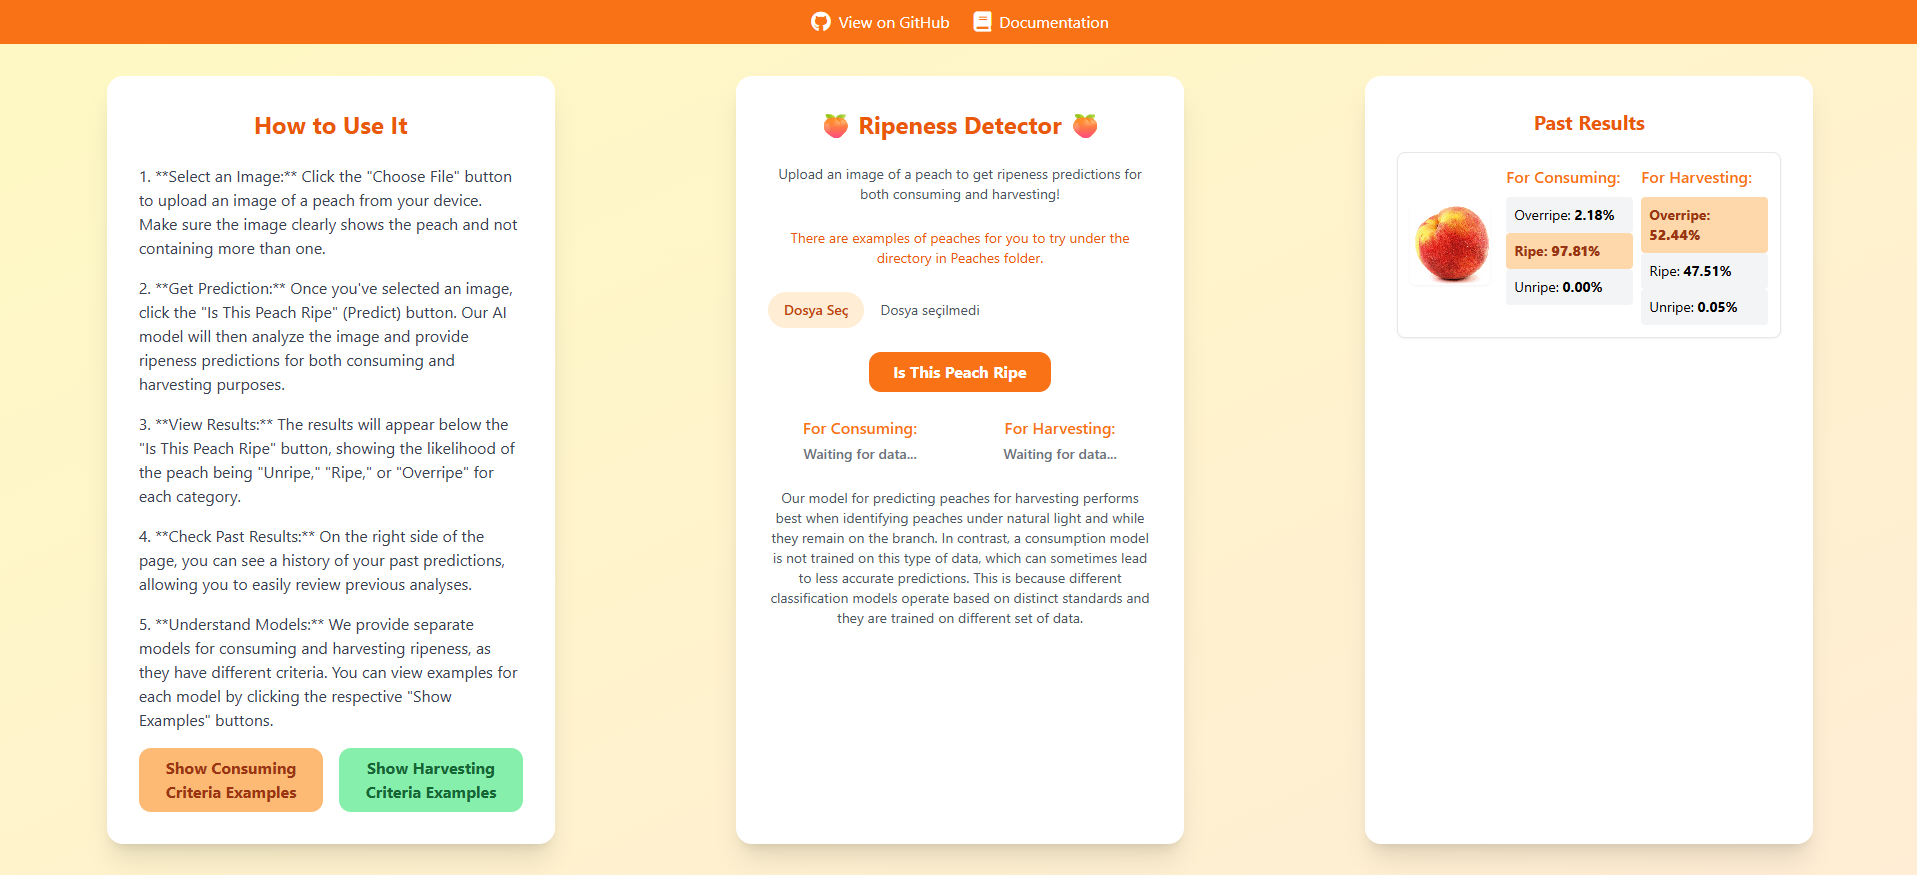 View on GitHub
Documentation
How to Use It
1. **Select an Image:** Click the "Choose File" button
to upload an image of a peach from your device.
Make sure the image clearly shows the peach and not
containing more than one.
2. **Get Prediction:** Once you've selected an image,
click the "Is This Peach Ripe" (Predict) button. Our AI
model will then analyze the image and provide
ripeness predictions for both consuming and
harvesting purposes.
3. **View Results:** The results will appear below the
"Is This Peach Ripe" button, showing the likelihood of
the peach being "Unripe," "Ripe," or "Overripe" for
each category.
4. **Check Past Results:** On the right side of the
page, you can see a history of your past predictions,
allowing you to easily review previous analyses.
5. **Understand Models:** We provide separate
models for consuming and harvesting ripeness, as
they have different criteria. You can view examples for
each model by clicking the respective "Show
Examples" buttons.
Show Consuming
Criteria Examples
Show Harvesting
Criteria Examples
🍑 Ripeness Detector 🍑
Upload an image of a peach to get ripeness predictions for
both consuming and harvesting!
There are examples of peaches for you to try under the
directory in Peaches folder.
Dosya Seç
Dosya seçilmedi
Is This Peach Ripe
For Consuming:
Waiting for data...
For Harvesting:
Waiting for data...
Our model for predicting peaches for harvesting performs
best when identifying peaches under natural light and while
they remain on the branch. In contrast, a consumption model
is not trained on this type of data, which can sometimes lead
to less accurate predictions. This is because different
classification models operate based on distinct standards and
they are trained on different set of data.
Past Results
For Consuming:
Overripe: 2.18%
Ripe: 97.81%
Unripe: 0.00%
For Harvesting:
Overripe:
52.44%
Ripe: 47.51%
Unripe: 0.05%